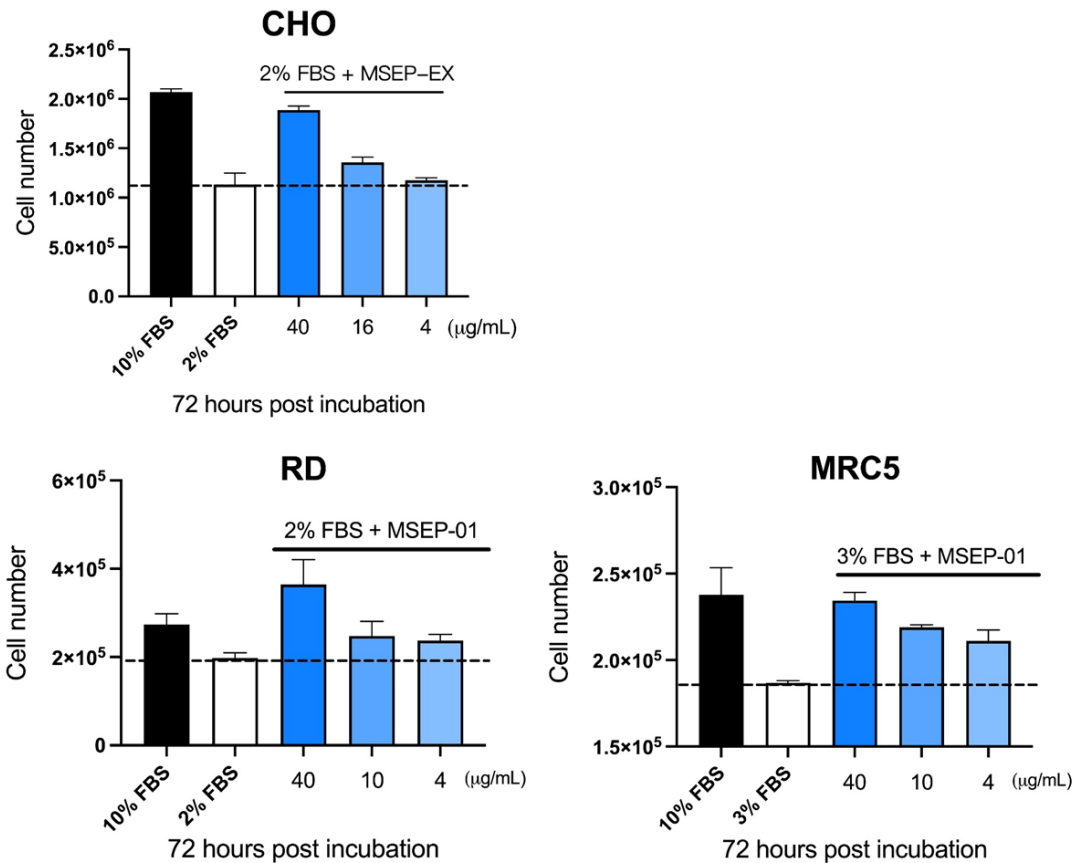 CHO
2% FBS + MSEP–EX
Cell number
2.5×10⁶
2.0×10⁶
1.5×10⁶
1.0×10⁶
5.0×10⁵
0.0
10% FBS
2% FBS
40
16
4
(μg/mL)
72 hours post incubation
RD
2% FBS + MSEP-01
Cell number
6×10⁵
4×10⁵
2×10⁵
0
10% FBS
2% FBS
40
10
4
(μg/mL)
72 hours post incubation
MRC5
3% FBS + MSEP-01
Cell number
3.0×10⁵
2.5×10⁵
2.0×10⁵
1.5×10⁵
10% FBS
3% FBS
40
10
4
(μg/mL)
72 hours post incubation